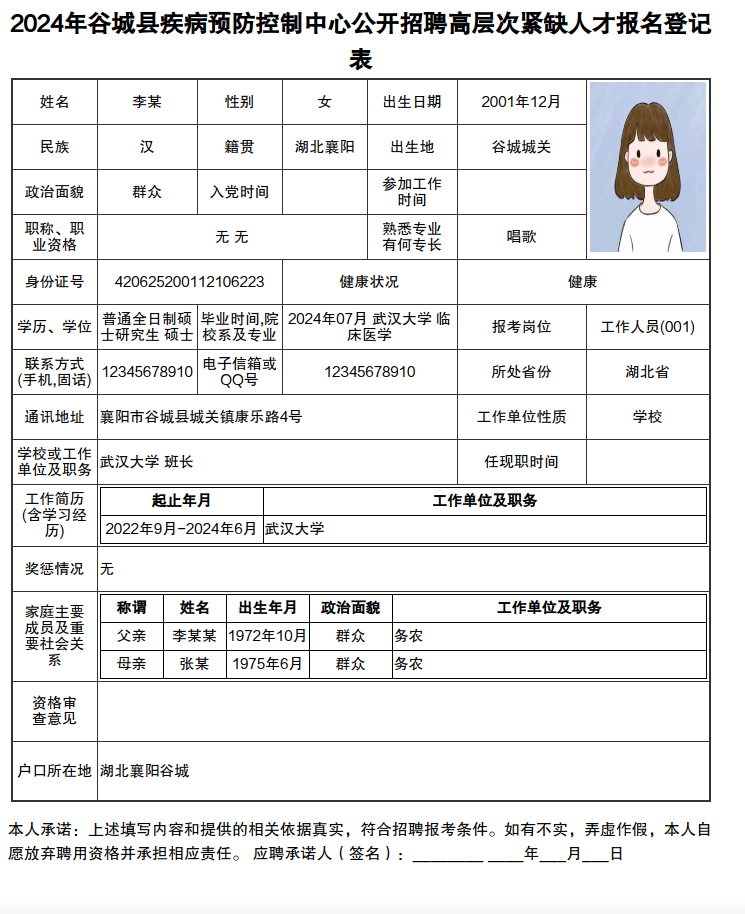 2024年谷城县疾病预防控制中心公开招聘高层次紧缺人才报名登记
表
姓名 李某 性别 女 出生日期 2001年12月
民族 汉 籍贯 湖北襄阳 出生地 谷城城关
政治面貌 群众 入党时间 参加工作
时间
职称、职
业资格 无 无 熟悉专业
有何专长 唱歌
身份证号 420625200112106223 健康状况 健康
学历、学位 普通全日制硕
士研究生 硕士 毕业时间,院
校系及专业 2024年07月 武汉大学 临
床医学 报考岗位 工作人员(001)
联系方式
(手机,固话) 12345678910 电子信箱或
QQ号 12345678910 所处省份 湖北省
通讯地址 襄阳市谷城县城关镇康乐路4号 工作单位性质 学校
学校或工作
单位及职务 武汉大学 班长 任现职时间
工作简历
(含学习经
历) 起止年月 工作单位及职务
2022年9月-2024年6月 武汉大学
奖惩情况 无
家庭主要
成员及重
要社会关
系 称谓 姓名 出生年月 政治面貌 工作单位及职务
父亲 李某某 1972年10月 群众 务农
母亲 张某 1975年6月 群众 务农
资格审
查意见
户口所在地 湖北襄阳谷城
本人承诺：上述填写内容和提供的相关依据真实，符合招聘报考条件。如有不实，弄虚作假，本人自
愿放弃聘用资格并承担相应责任。 应聘承诺人（签名）：________ ____年___月___日